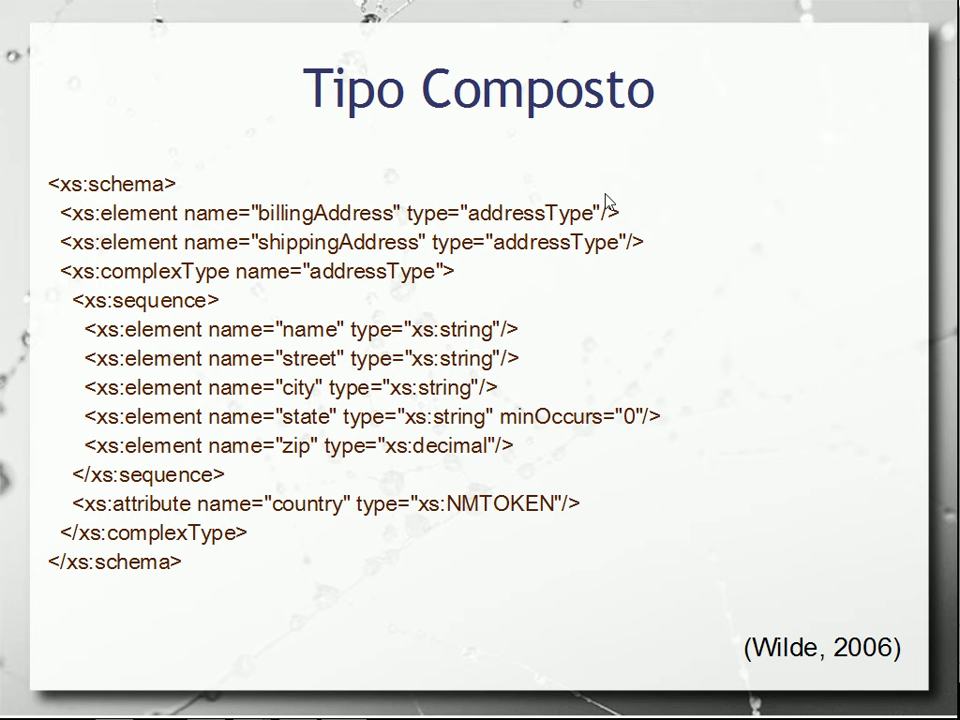 Tipo Composto
<xs:schema>
<xs:element name="billingAddress" type="addressType"/>
<xs:element name="shippingAddress" type="addressType"/>
<xs:complexType name="addressType">
<xs:sequence>
<xs:element name="name" type="xs:string"/>
<xs:element name="street" type="xs:string"/>
<xs:element name="city" type="xs:string"/>
<xs:element name="state" type="xs:string" minOccurs="0"/>
<xs:element name="zip" type="xs:decimal"/>
</xs:sequence>
<xs:attribute name="country" type="xs:NMTOKEN"/>
</xs:complexType>
</xs:schema>
(Wilde, 2006)